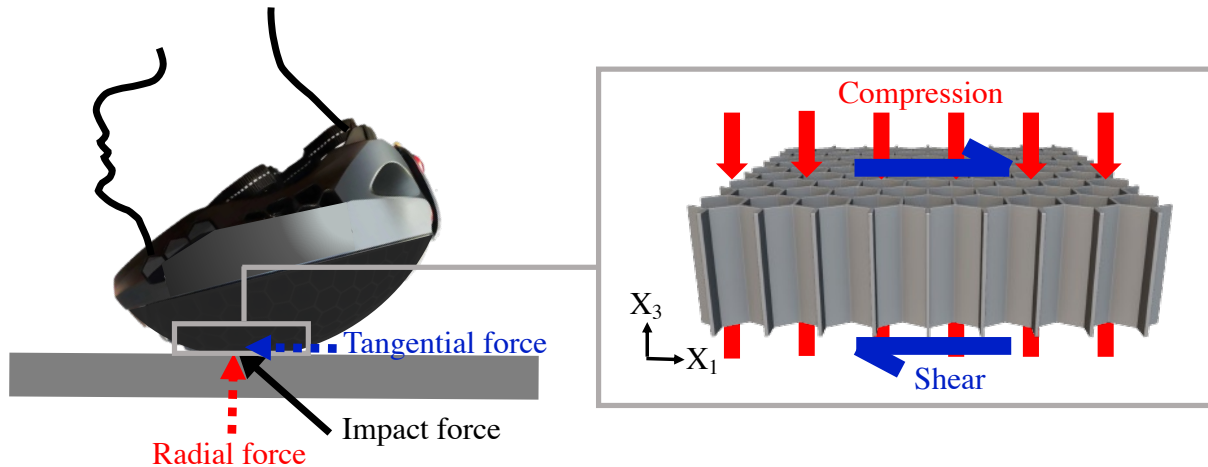 Compression
X3
X1
Shear
Tangential force
Impact force
Radial force